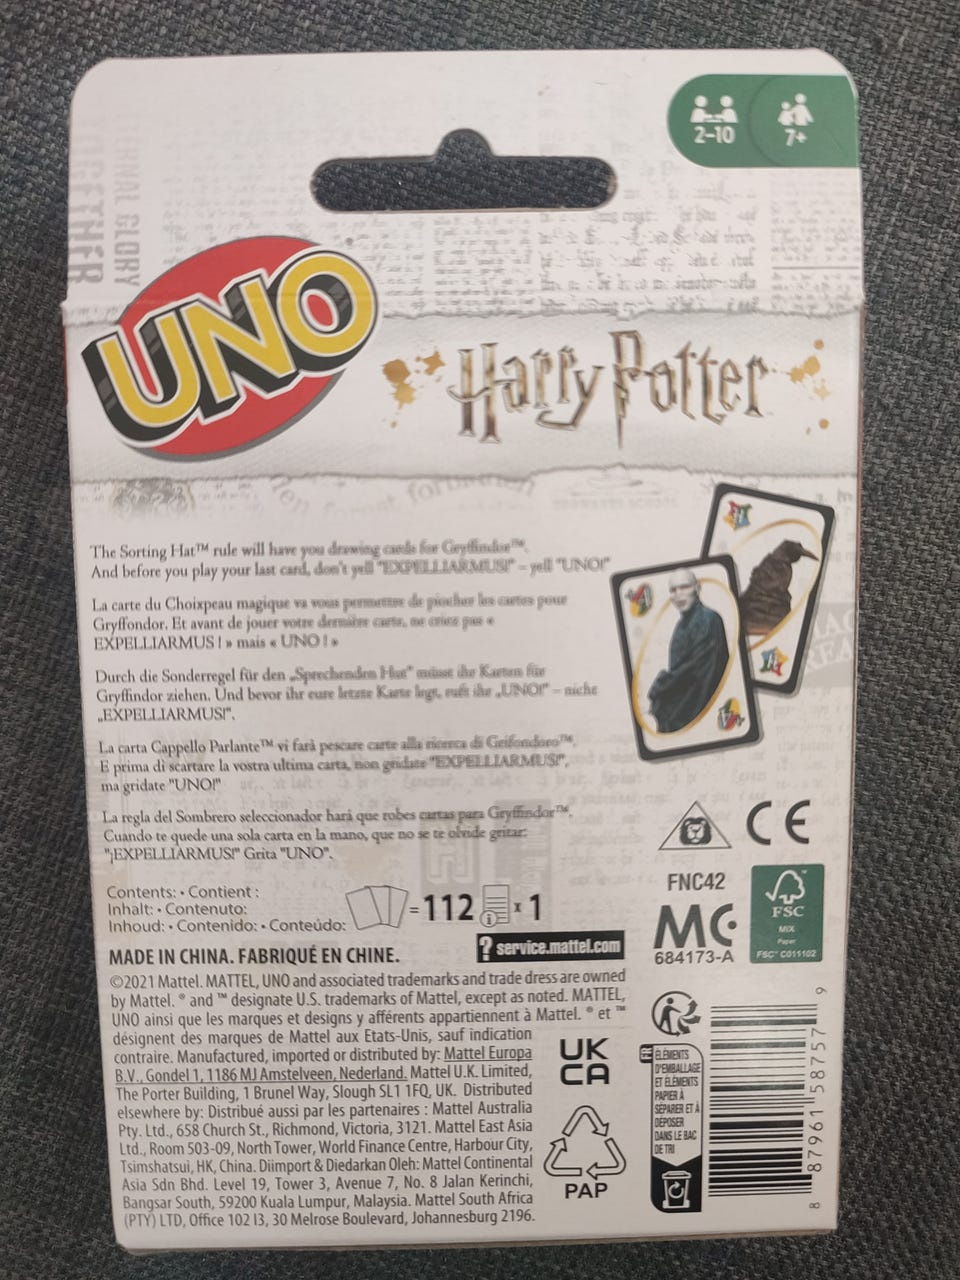 2-10
7+
UNO
Harry Potter
The Sorting Hat™ rule will have you drawing cards for Gryffindor™.
And before you play your last card, don't yell "EXPELLIARMUS!" – yell "UNO!"
La carte du Choixpeau magique va vous permettre de piocher les cartes pour
Gryffondor. Et avant de jouer votre dernière carte, ne criez pas «
EXPELLIARMUS ! » mais « UNO ! »
Durch die Sonderregel für den „Sprechenden Hut" müsst ihr Karten für
Gryffindor ziehen. Und bevor ihr eure letzte Karte legt, ruft ihr „UNO!" – nicht
„EXPELLIARMUS!".
La carta Cappello Parlante™ vi farà pescare carte alla ricerca di Grifondoro™.
E prima di scartare la vostra ultima carta, non gridate "EXPELLIARMUS!",
ma gridate "UNO!"
La regla del Sombrero seleccionador hará que robes cartas para Gryffindor™.
Cuando te quede una sola carta en la mano, que no se te olvide gritar:
"¡EXPELLIARMUS!" Grita "UNO".
Contents: • Contient :
Inhalt: • Contenuto:
Inhoud: • Contenido: • Conteúdo:
=112
x 1
CE
FNC42
MC
684173-A
FSC
MIX
Paper
FSC® C011102
MADE IN CHINA. FABRIQUÉ EN CHINE.
? service.mattel.com
©2021 Mattel. MATTEL, UNO and associated trademarks and trade dress are owned
by Mattel. ® and ™ designate U.S. trademarks of Mattel, except as noted. MATTEL,
UNO ainsi que les marques et designs y afférents appartiennent à Mattel. ® et ™
désignent des marques de Mattel aux Etats-Unis, sauf indication
contraire. Manufactured, imported or distributed by: Mattel Europa
B.V., Gondel 1, 1186 MJ Amstelveen, Nederland. Mattel U.K. Limited,
The Porter Building, 1 Brunel Way, Slough SL1 1FQ, UK. Distributed
elsewhere by: Distribué aussi par les partenaires : Mattel Australia
Pty. Ltd., 658 Church St., Richmond, Victoria, 3121. Mattel East Asia
Ltd., Room 503-09, North Tower, World Finance Centre, Harbour City,
Tsimshatsui, HK, China. Diimport & Diedarkan Oleh: Mattel Continental
Asia Sdn Bhd. Level 19, Tower 3, Avenue 7, No. 8 Jalan Kerinchi,
Bangsar South, 59200 Kuala Lumpur, Malaysia. Mattel South Africa
(PTY) LTD, Office 102 I3, 30 Melrose Boulevard, Johannesburg 2196.
UK
CA
PAP
FR
ÉLÉMENTS
D'EMBALLAGE
ET ÉLÉMENTS
PAPIER À
SÉPARER ET À
DÉPOSER
DANS LE BAC
DE TRI
8 87961 58757 9